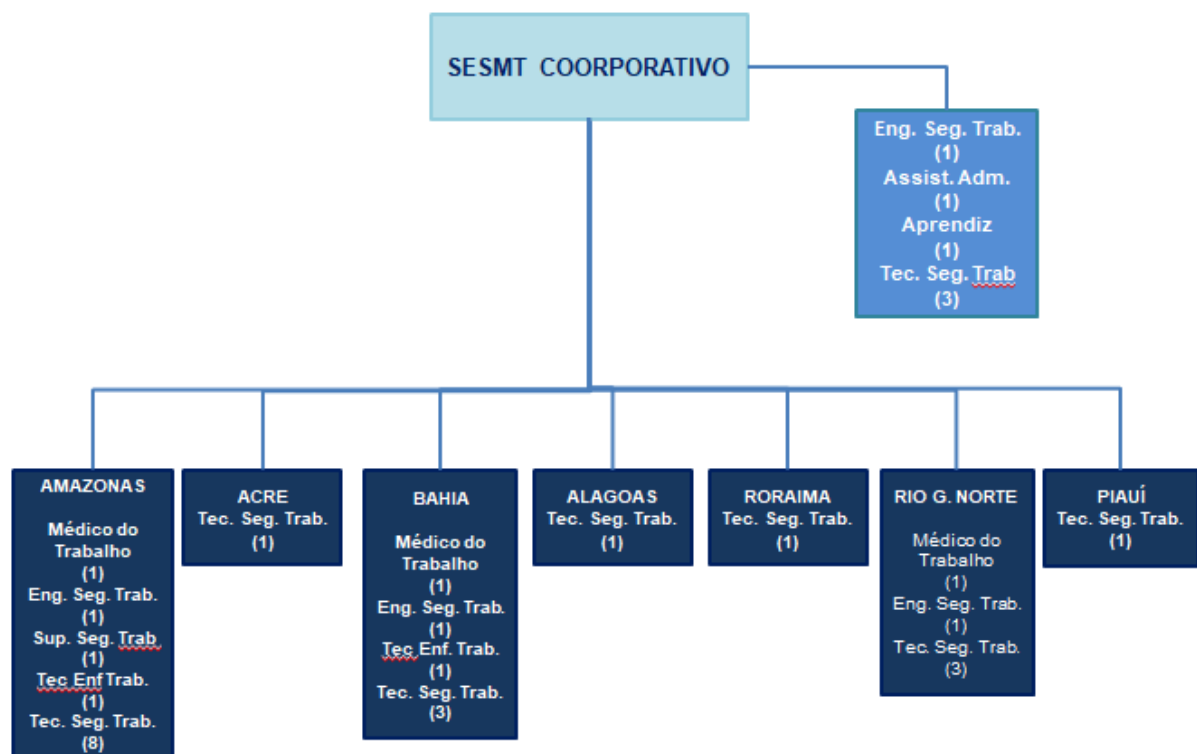 SESMT COORPORATIVO
Eng. Seg. Trab.
(1)
Assist. Adm.
(1)
Aprendiz
(1)
Tec. Seg. Trab
(3)
AMAZONAS
Médico do
Trabalho
(1)
Eng. Seg. Trab.
(1)
Sup. Seg. Trab
(1)
Tec Enf Trab.
(1)
Tec. Seg. Trab.
(8)
ACRE
Tec. Seg. Trab.
(1)
BAHIA
Médico do
Trabalho
(1)
Eng. Seg. Trab.
(1)
Tec Enf. Trab.
(1)
Tec. Seg. Trab.
(3)
ALAGOAS
Tec. Seg. Trab.
(1)
RORAIMA
Tec. Seg. Trab.
(1)
RIO G. NORTE
Médico do
Trabalho
(1)
Eng. Seg. Trab.
(1)
Tec. Seg. Trab.
(3)
PIAUÍ
Tec. Seg. Trab.
(1)